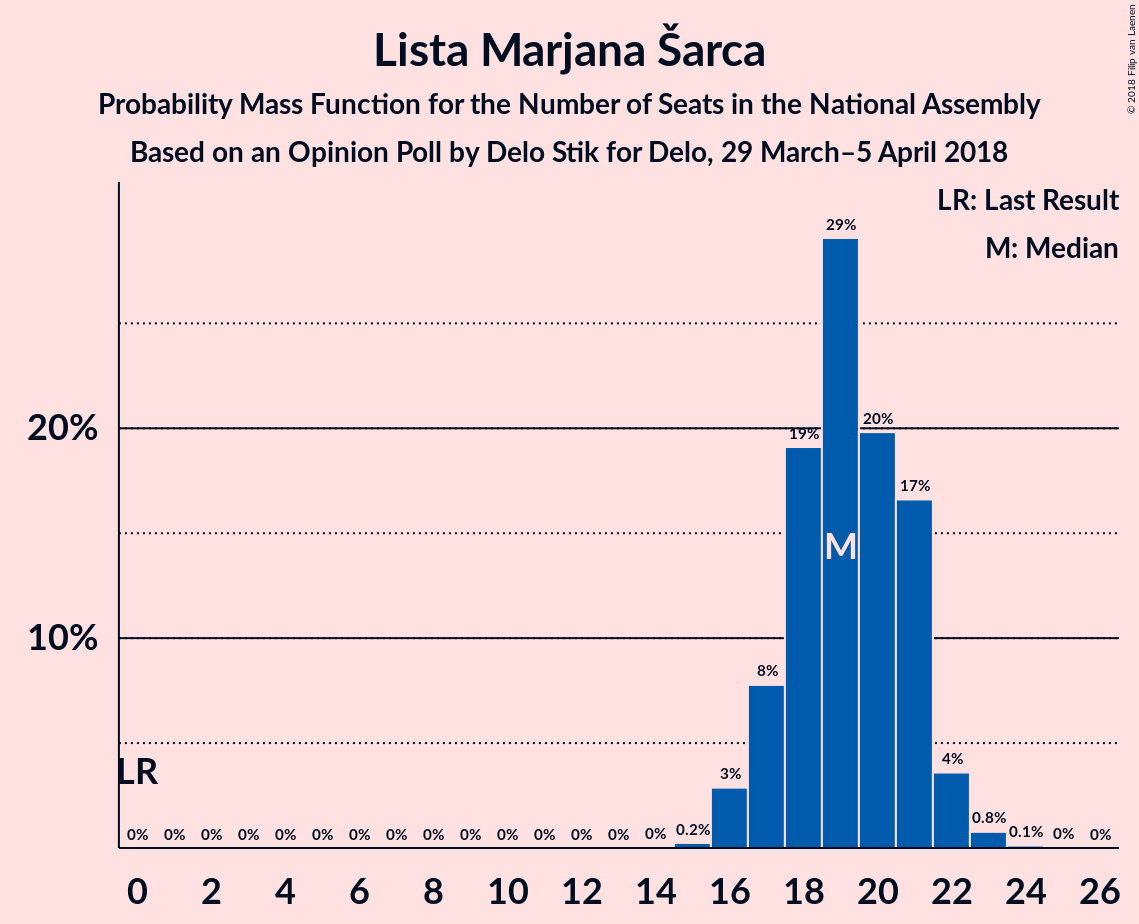 Lista Marjana Šarca
Probability Mass Function for the Number of Seats in the National Assembly
Based on an Opinion Poll by Delo Stik for Delo, 29 March–5 April 2018
© 2018 Filip van Laenen
LR: Last Result
M: Median
29%
20%
19%
20%
17%
M
10%
8%
LR
3%
4%
0% 0% 0% 0% 0% 0% 0% 0% 0% 0% 0% 0% 0% 0% 0% 0.2% 0.8% 0.1% 0% 0%
0 2 4 6 8 10 12 14 16 18 20 22 24 26